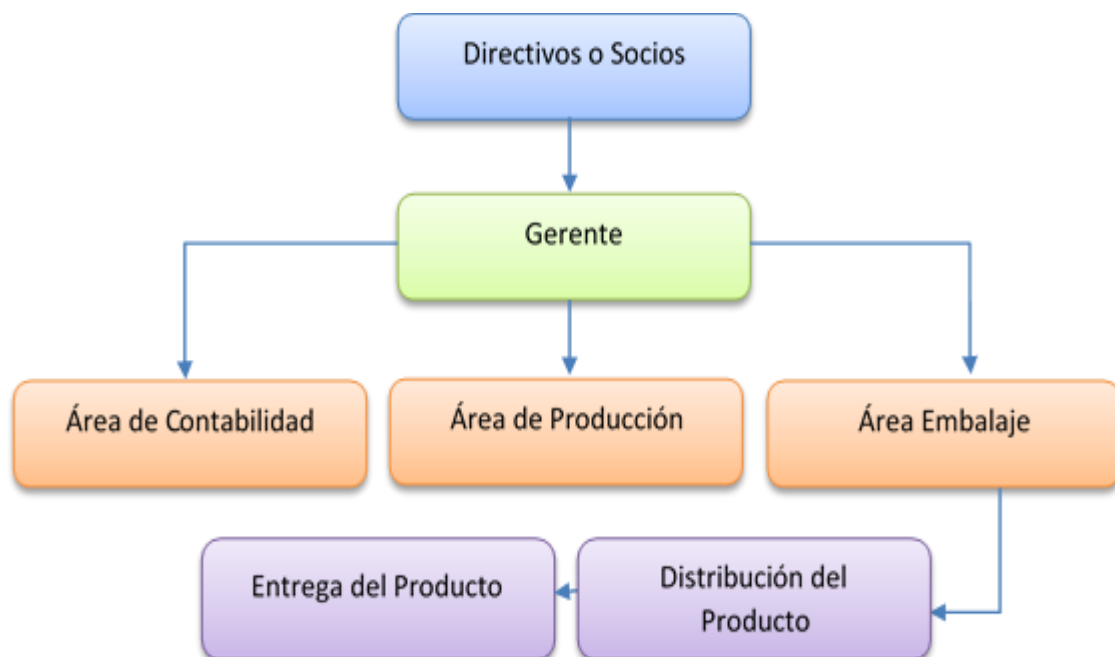 Directivos o Socios
Gerente
Área de Contabilidad
Área de Producción
Área Embalaje
Entrega del Producto
Distribución del
Producto